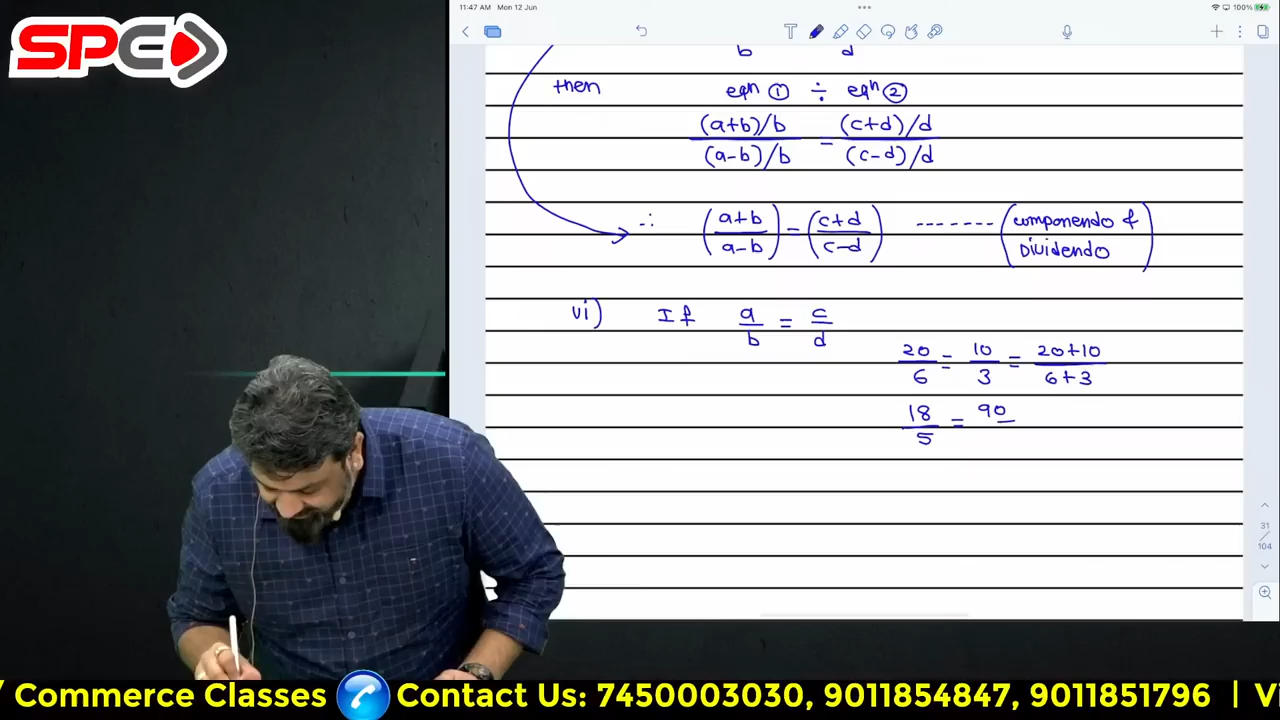 11:47 AM Mon 12 Jun
100%
SPE
b d
then eqn ① ÷ eqn ②
(a+b)/b = (c+d)/d
(a-b)/b (c-d)/d
∴ (a+b/a-b) = (c+d/c-d) ------- (componendo & Dividendo)
vi) If a/b = c/d
20/6 = 10/3 = 20+10/6+3
18/5 = 90
31
/
104
/ Commerce Classes Contact Us: 7450003030, 9011854847, 9011851796 | Vi